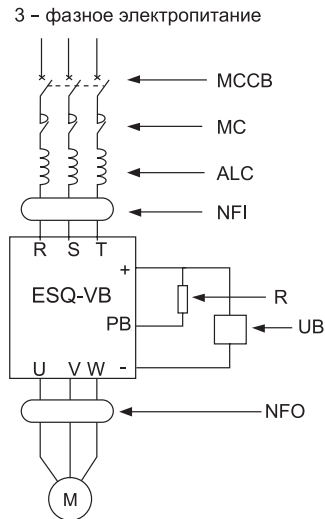 3 – фазное электропитание
MCCB
MC
ALC
NFI
R S T
+
ESQ-VB
R
PB
UB
U V W -
NFO
M